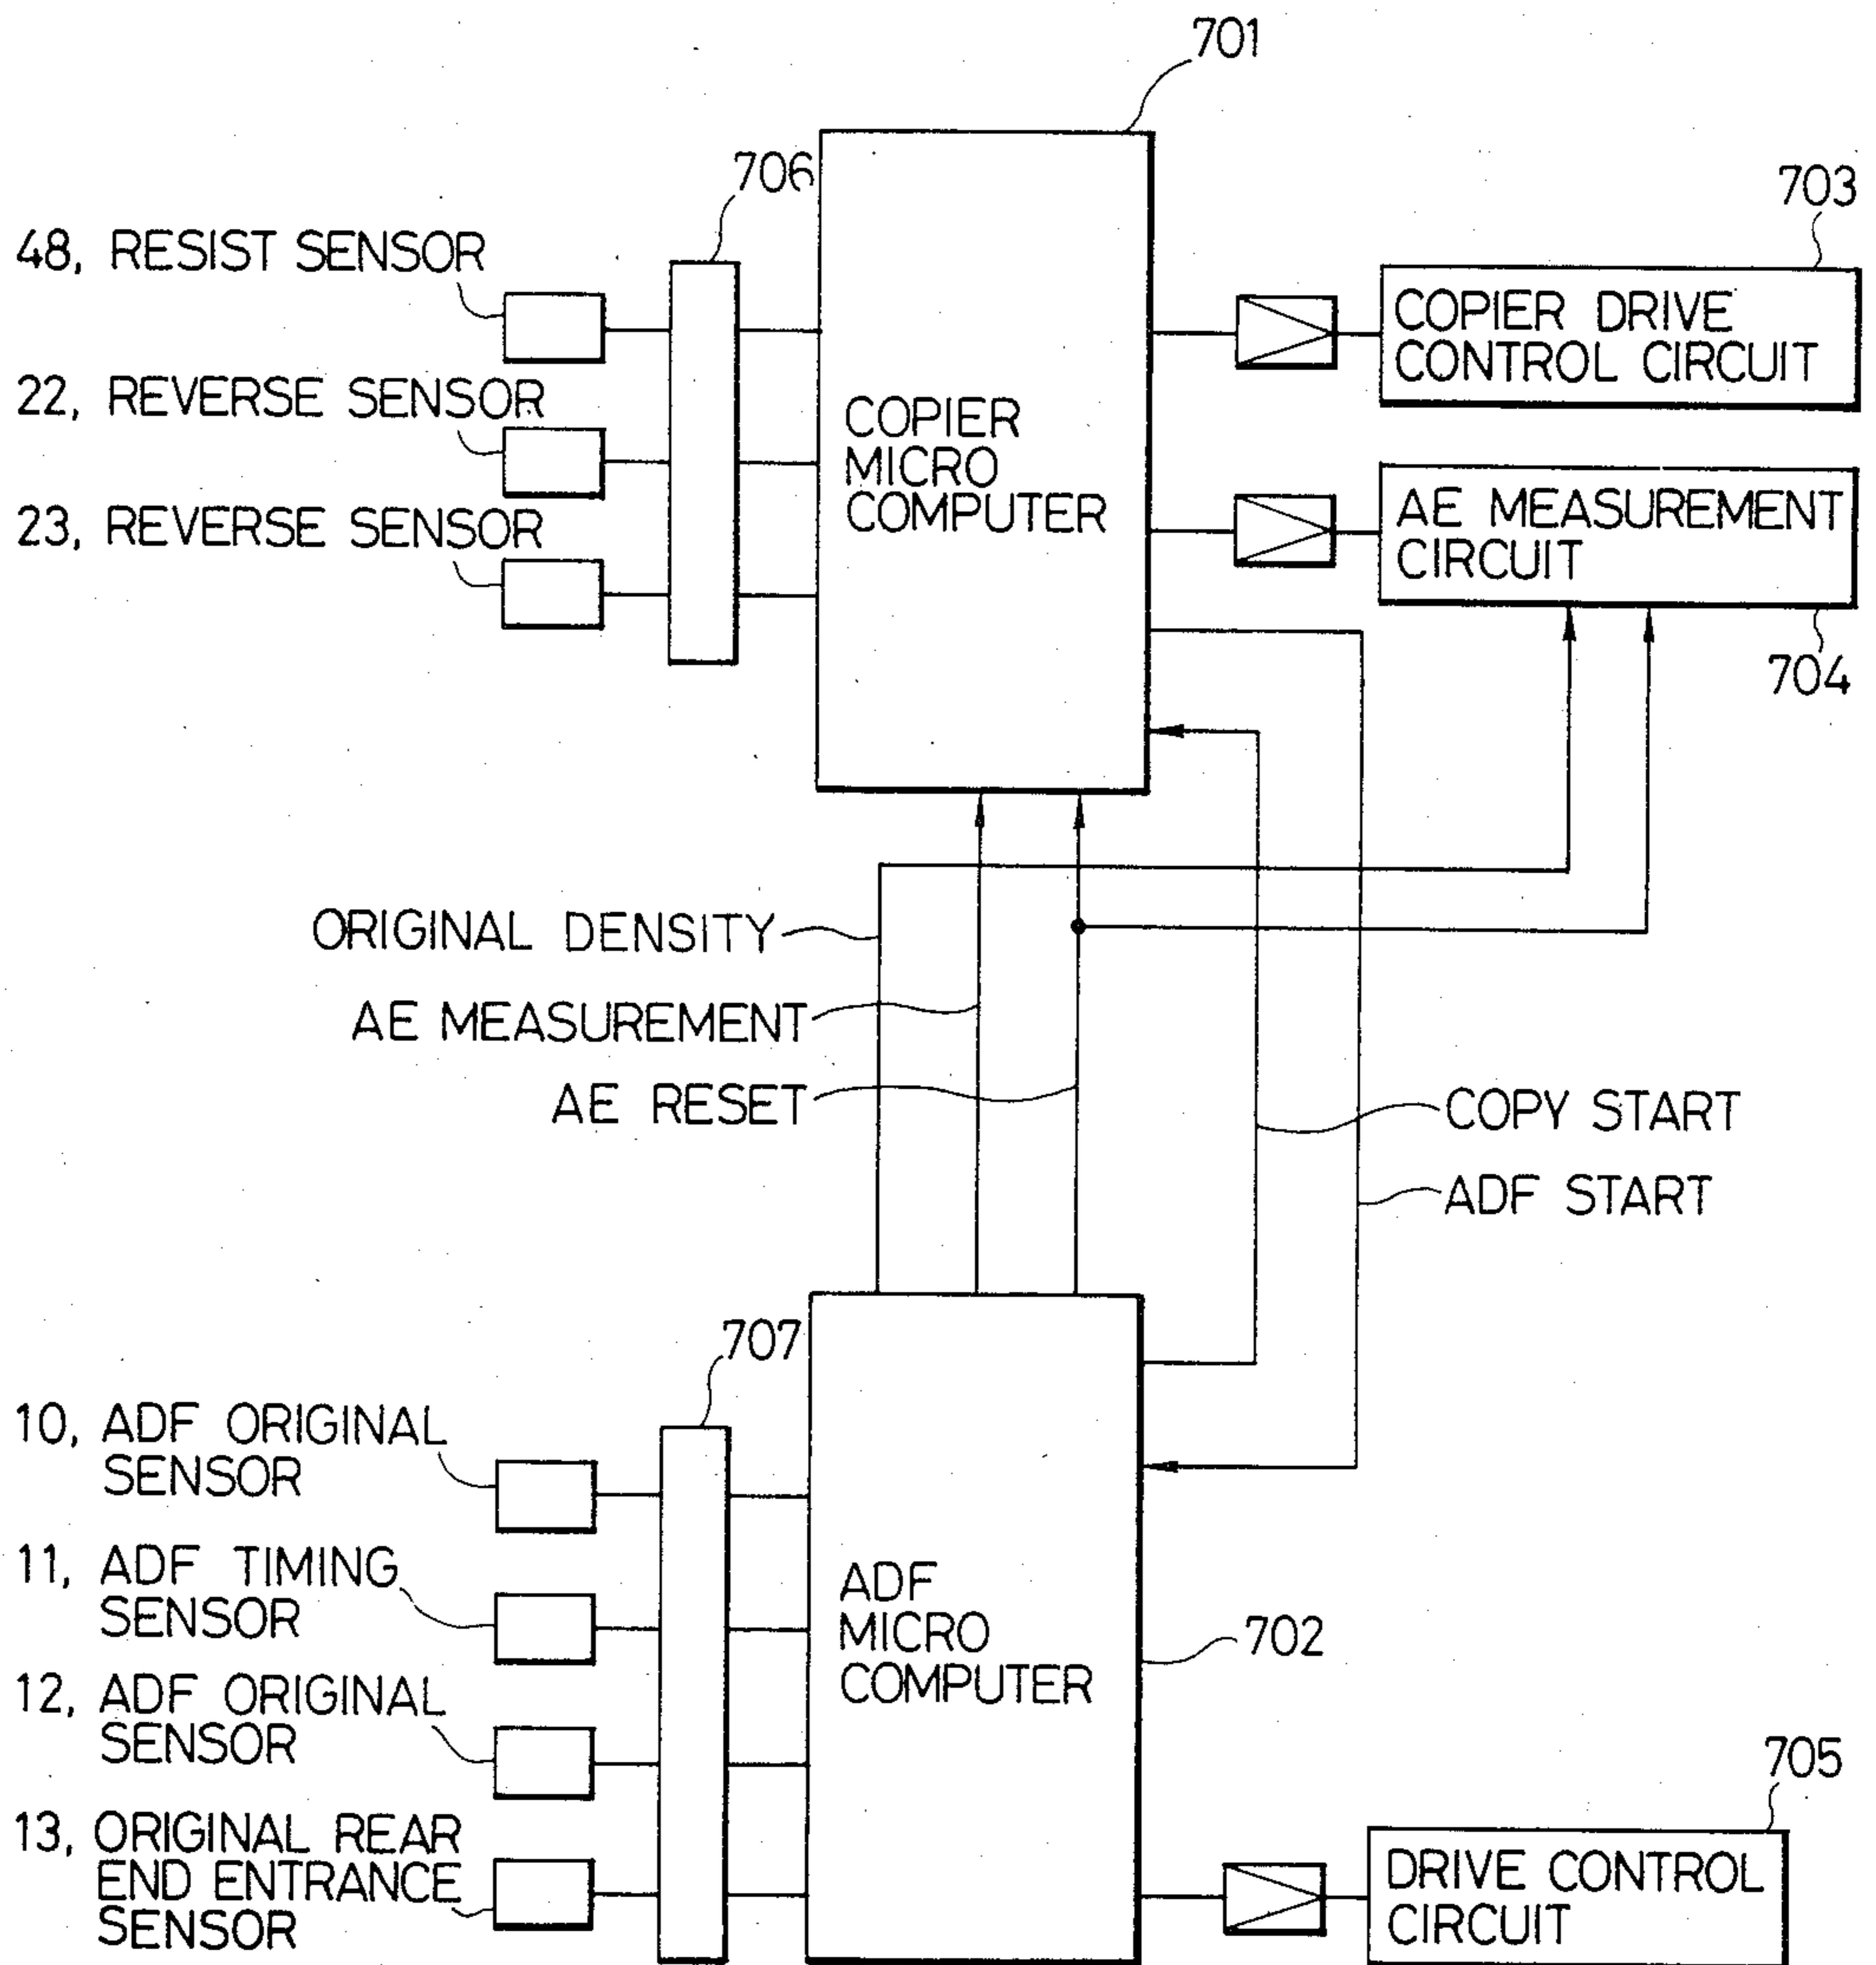 701
706
703
48, RESIST SENSOR
COPIER DRIVE
CONTROL CIRCUIT
22, REVERSE SENSOR
COPIER
MICRO
COMPUTER
23, REVERSE SENSOR
AE MEASUREMENT
CIRCUIT
704
ORIGINAL DENSITY
AE MEASUREMENT
AE RESET
COPY START
ADF START
707
10, ADF ORIGINAL
SENSOR
11, ADF TIMING
SENSOR
ADF
MICRO
COMPUTER
702
12, ADF ORIGINAL
SENSOR
705
13, ORIGINAL REAR
END ENTRANCE
SENSOR
DRIVE CONTROL
CIRCUIT